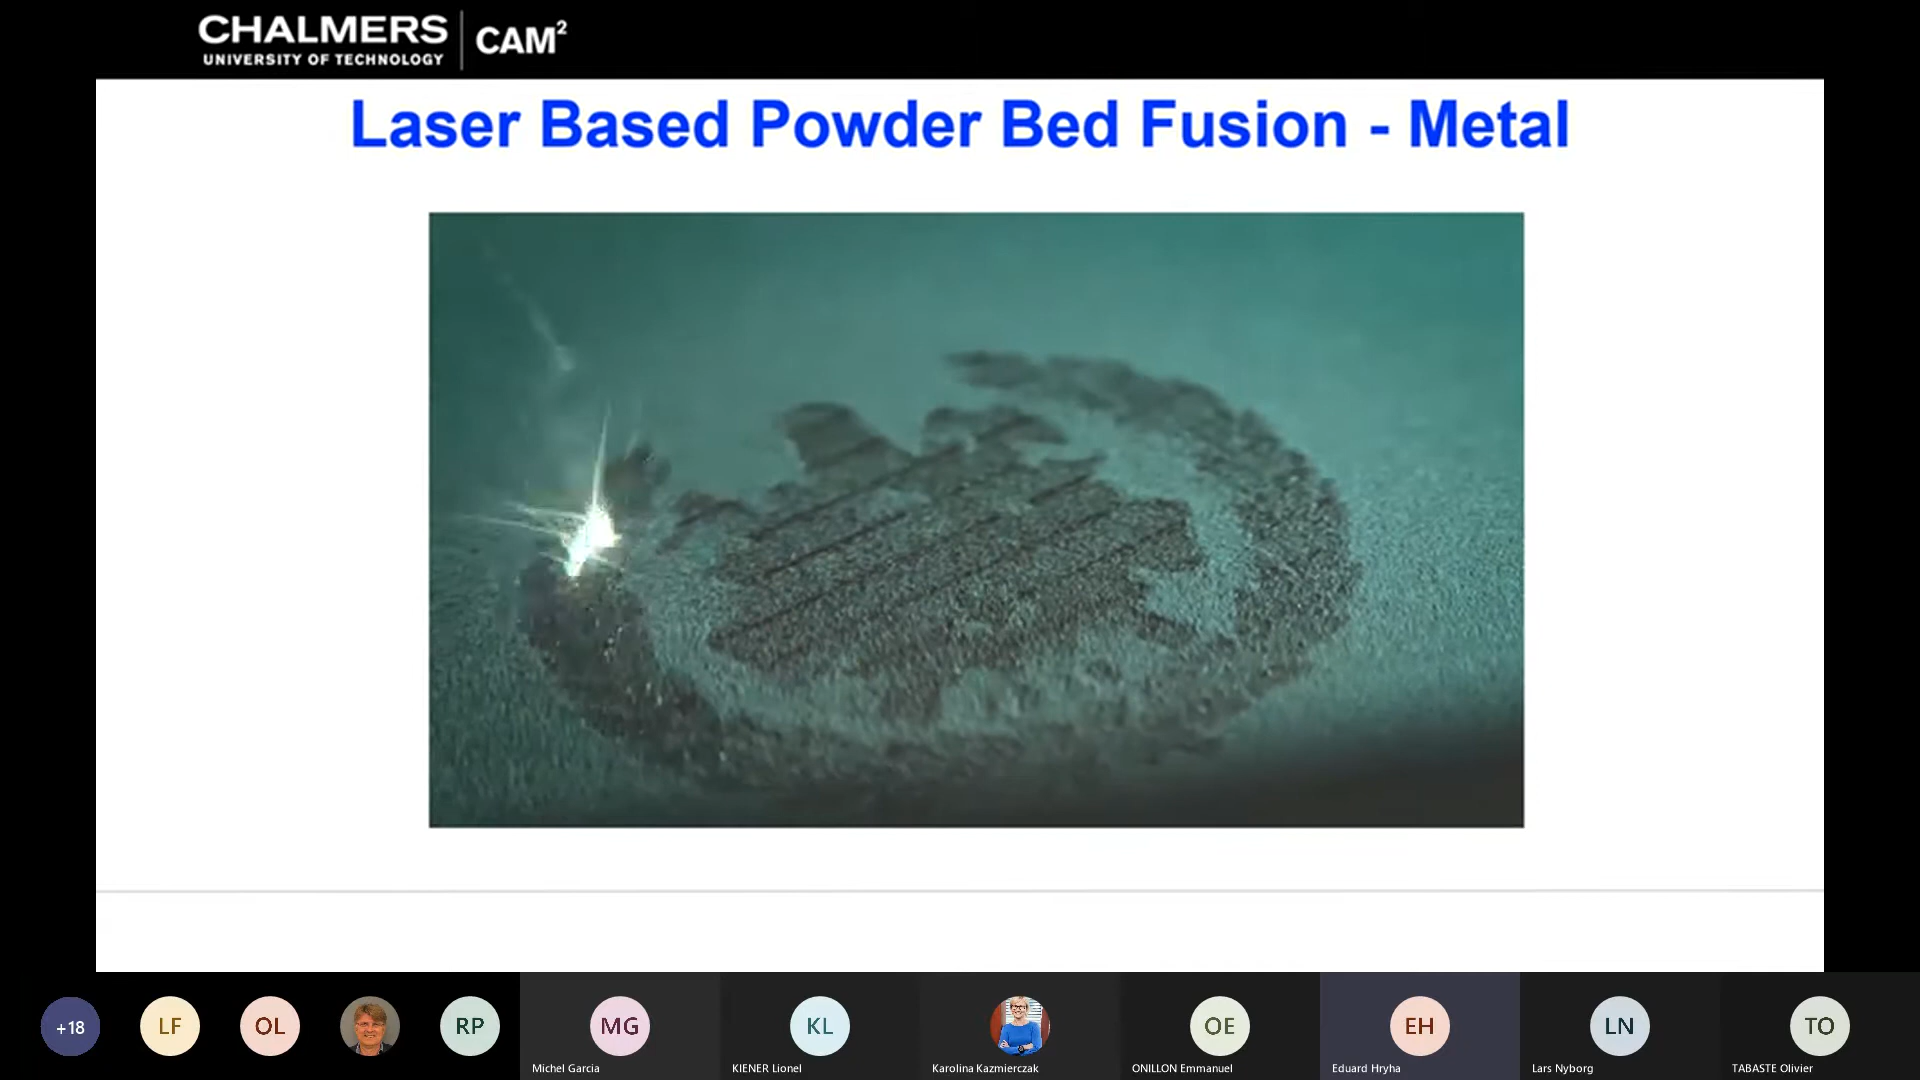 CHALMERS
UNIVERSITY OF TECHNOLOGY
CAM²
Laser Based Powder Bed Fusion - Metal
+18
LF
OL
RP
MG
KL
OE
EH
LN
TO
Michel Garcia
KIENER Lionel
Karolina Kazmierczak
ONILLON Emmanuel
Eduard Hryha
Lars Nyborg
TABASTE Olivier